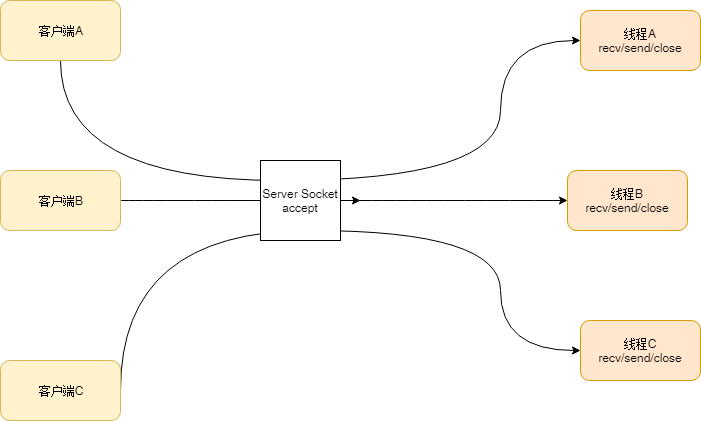 客户端A
线程A
recv/send/close
客户端B
Server Socket
accept
线程B
recv/send/close
客户端C
线程C
recv/send/close